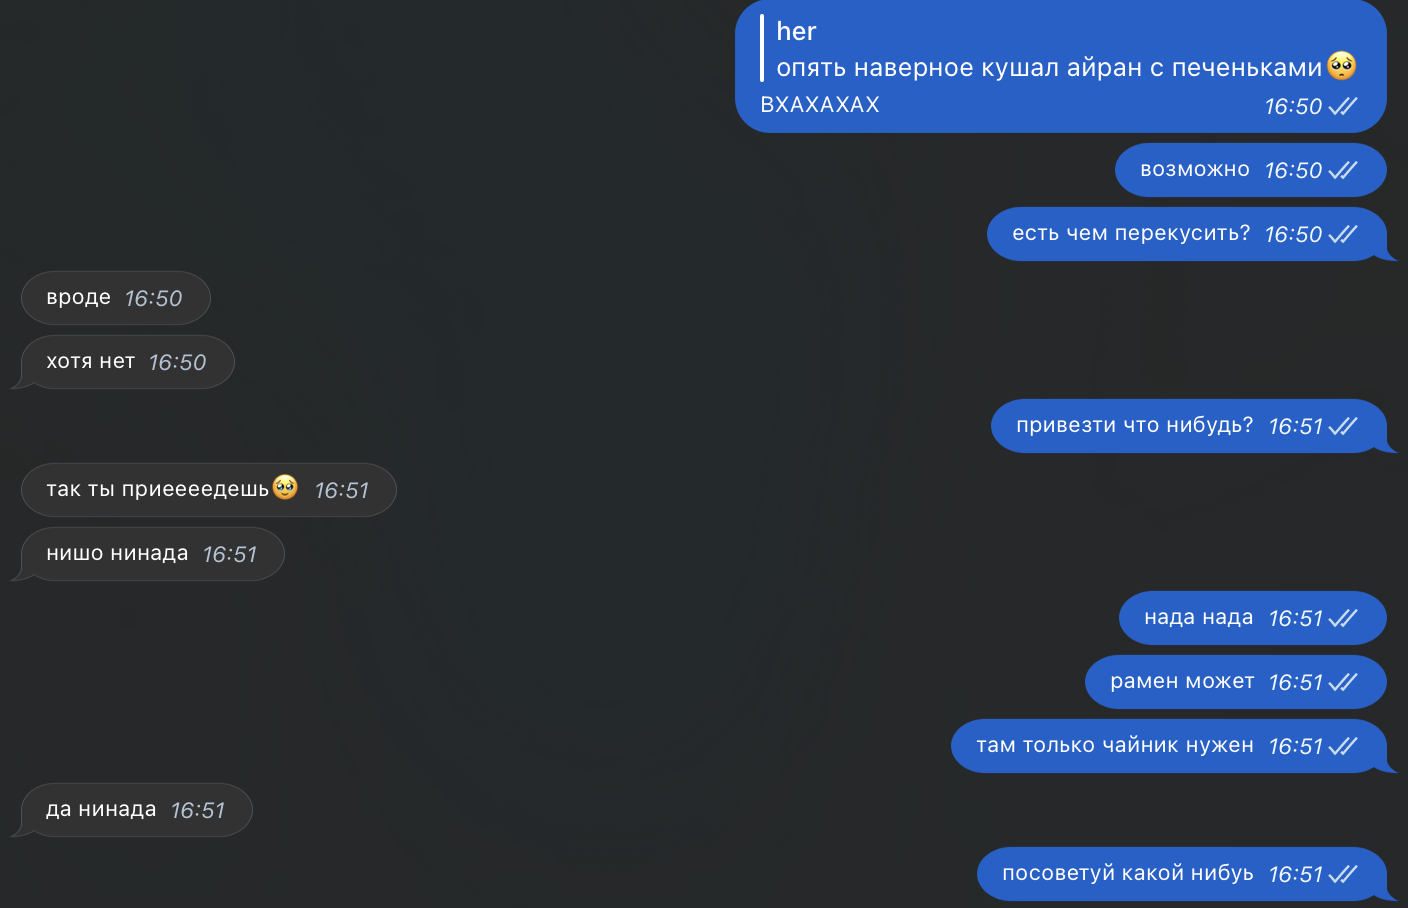 her
опять наверное кушал айран с печеньками🥺
ВХАХАХАХ 16:50
возможно 16:50
есть чем перекусить? 16:50
вроде 16:50
хотя нет 16:50
привезти что нибудь? 16:51
так ты приеееедешь🥹 16:51
нишо нинада 16:51
нада нада 16:51
рамен может 16:51
там только чайник нужен 16:51
да нинада 16:51
посоветуй какой нибуь 16:51